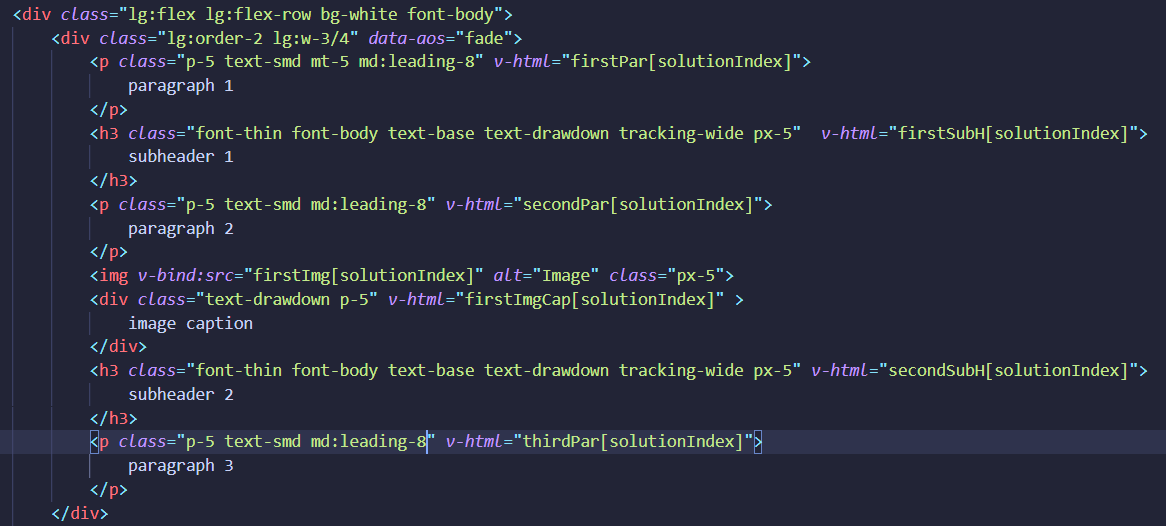 <div class="lg:flex lg:flex-row bg-white font-body">
<div class="lg:order-2 lg:w-3/4" data-aos="fade">
<p class="p-5 text-smd mt-5 md:leading-8" v-html="firstPar[solutionIndex]">
paragraph 1
</p>
<h3 class="font-thin font-body text-base text-drawdown tracking-wide px-5"  v-html="firstSubH[solutionIndex]">
subheader 1
</h3>
<p class="p-5 text-smd md:leading-8" v-html="secondPar[solutionIndex]">
paragraph 2
</p>
<img v-bind:src="firstImg[solutionIndex]" alt="Image" class="px-5">
<div class="text-drawdown p-5" v-html="firstImgCap[solutionIndex]" >
image caption
</div>
<h3 class="font-thin font-body text-base text-drawdown tracking-wide px-5" v-html="secondSubH[solutionIndex]">
subheader 2
</h3>
<p class="p-5 text-smd md:leading-8" v-html="thirdPar[solutionIndex]">
paragraph 3
</p>
</div>